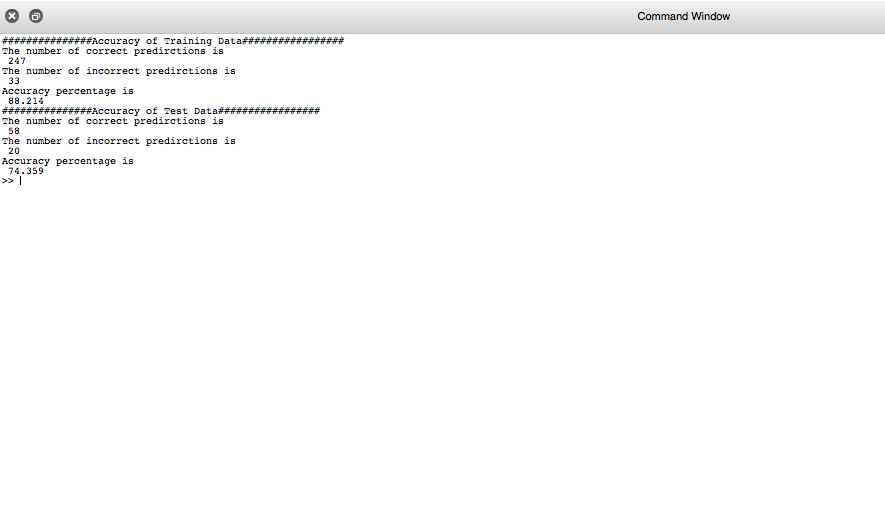 Command Window
###############Accuracy of Training Data#################
The number of correct predirctions is
247
The number of incorrect predirctions is
33
Accuracy percentage is
88.214
###############Accuracy of Test Data#################
The number of correct predirctions is
58
The number of incorrect predirctions is
20
Accuracy percentage is
74.359
>>